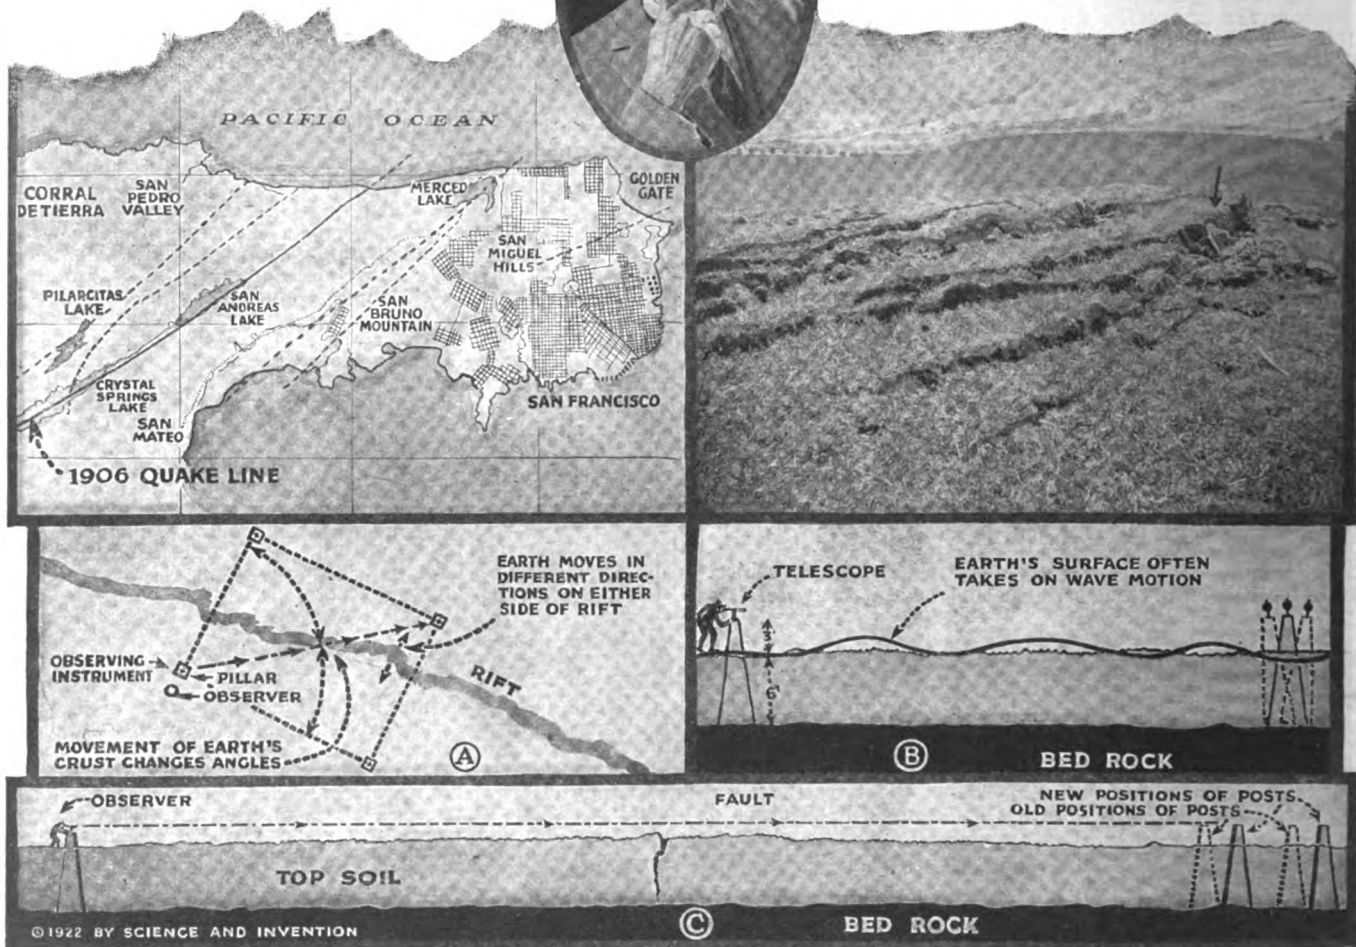 PACIFIC OCEAN
CORRAL
DE TIERRA
SAN
PEDRO
VALLEY
MERCED
LAKE
GOLDEN
GATE
SAN
MIGUEL
HILLS
PILARCITAS
LAKE
SAN
ANDREAS
LAKE
SAN
BRUNO
MOUNTAIN
CRYSTAL
SPRINGS
LAKE
SAN
MATEO
SAN FRANCISCO
1906 QUAKE LINE
EARTH MOVES IN
DIFFERENT DIREC-
TIONS ON EITHER
SIDE OF RIFT
OBSERVING
INSTRUMENT
PILLAR
OBSERVER
RIFT
MOVEMENT OF EARTH'S
CRUST CHANGES ANGLES
A
TELESCOPE
EARTH'S SURFACE OFTEN
TAKES ON WAVE MOTION
3'
6'
B
BED ROCK
OBSERVER
FAULT
NEW POSITIONS OF POSTS
OLD POSITIONS OF POSTS
TOP SOIL
C
BED ROCK
©1922 BY SCIENCE AND INVENTION